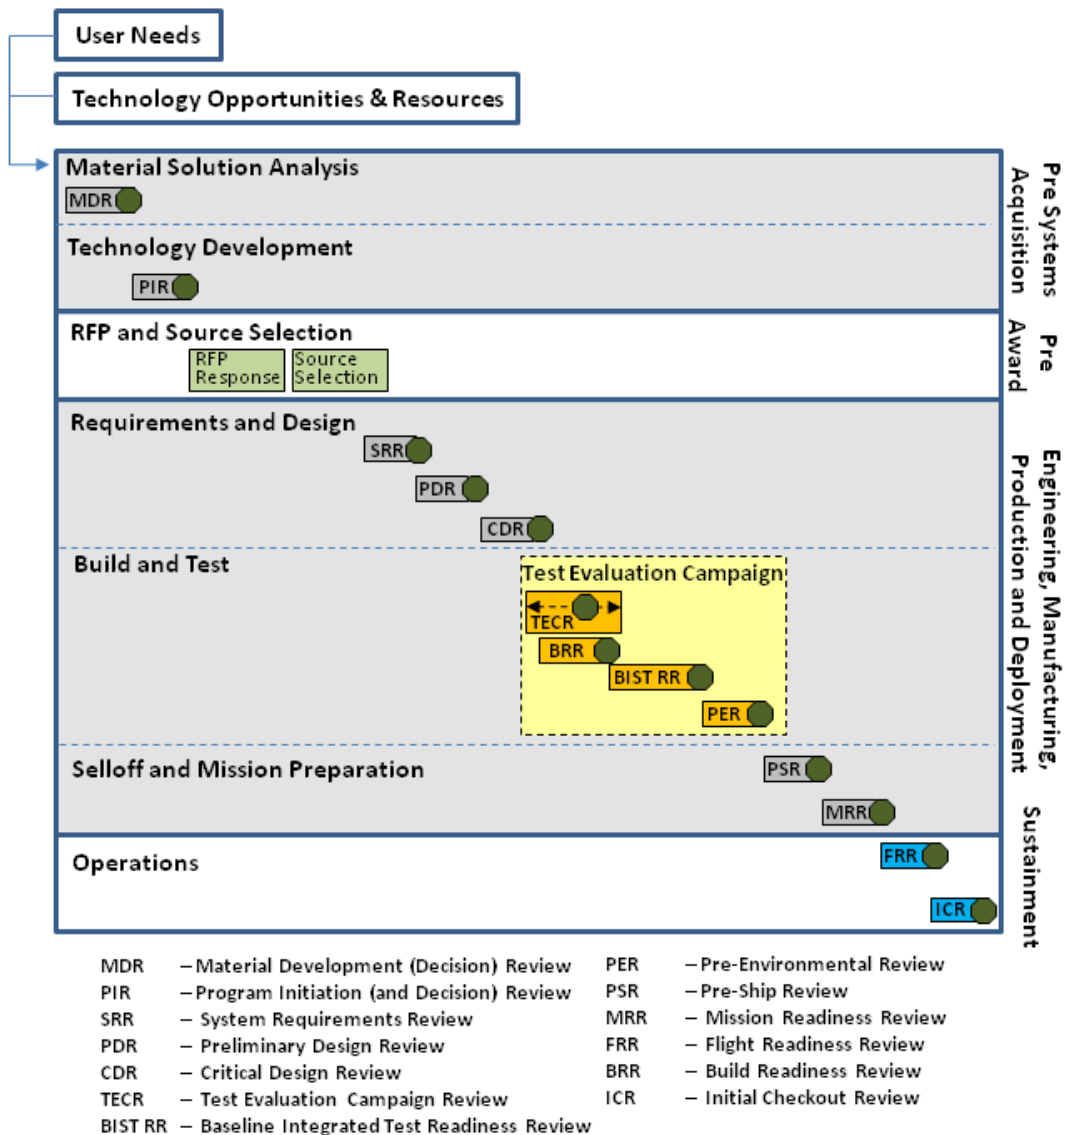 User Needs
Technology Opportunities & Resources
Material Solution Analysis
MDR
Technology Development
PIR
Pre Systems
Acquisition
RFP and Source Selection
RFP
Response
Source
Selection
Pre
Award
Requirements and Design
SRR
PDR
CDR
Build and Test
Test Evaluation Campaign
TECR
BRR
BIST RR
PER
Selloff and Mission Preparation
PSR
MRR
Engineering, Manufacturing,
Production and Deployment
Operations
FRR
ICR
Sustainment
MDR – Material Development (Decision) Review
PIR – Program Initiation (and Decision) Review
SRR – System Requirements Review
PDR – Preliminary Design Review
CDR – Critical Design Review
TECR – Test Evaluation Campaign Review
BIST RR – Baseline Integrated Test Readiness Review
PER – Pre-Environmental Review
PSR – Pre-Ship Review
MRR – Mission Readiness Review
FRR – Flight Readiness Review
BRR – Build Readiness Review
ICR – Initial Checkout Review